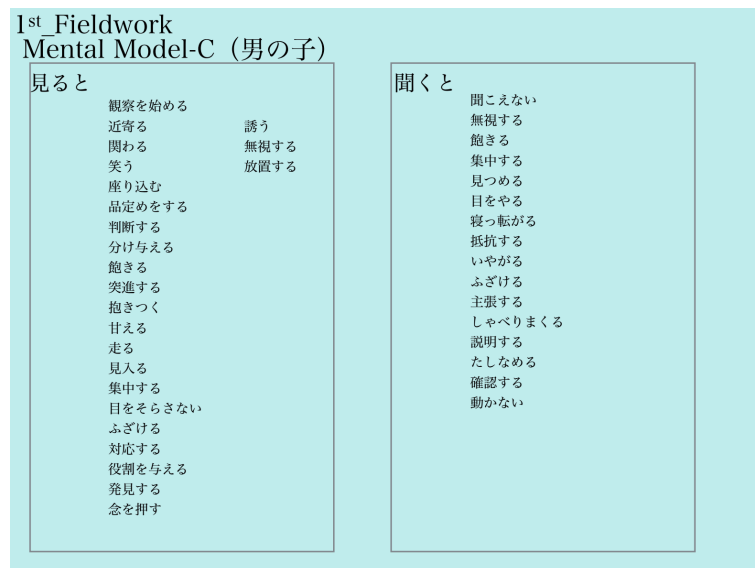 1st_Fieldwork
Mental Model-C（男の子）
見ると
観察を始める
近寄る
関わる
笑う
座り込む
品定めをする
判断する
分け与える
飽きる
突進する
抱きつく
甘える
走る
見入る
集中する
目をそらさない
ふざける
対応する
役割を与える
発見する
念を押す
誘う
無視する
放置する
聞くと
聞こえない
無視する
飽きる
集中する
見つめる
目をやる
寝っ転がる
抵抗する
いやがる
ふざける
主張する
しゃべりまくる
説明する
たしなめる
確認する
動かない